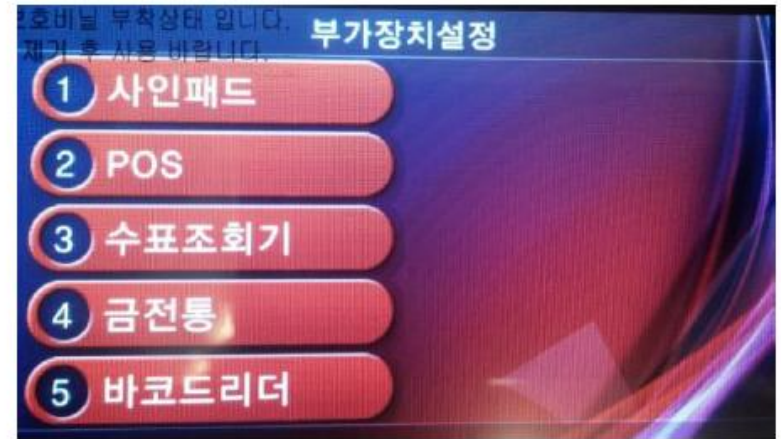 보호비닐 부착상태 입니다.
제거 후 사용 바랍니다.
부가장치설정
1 사인패드
2 POS
3 수표조회기
4 금전통
5 바코드리더